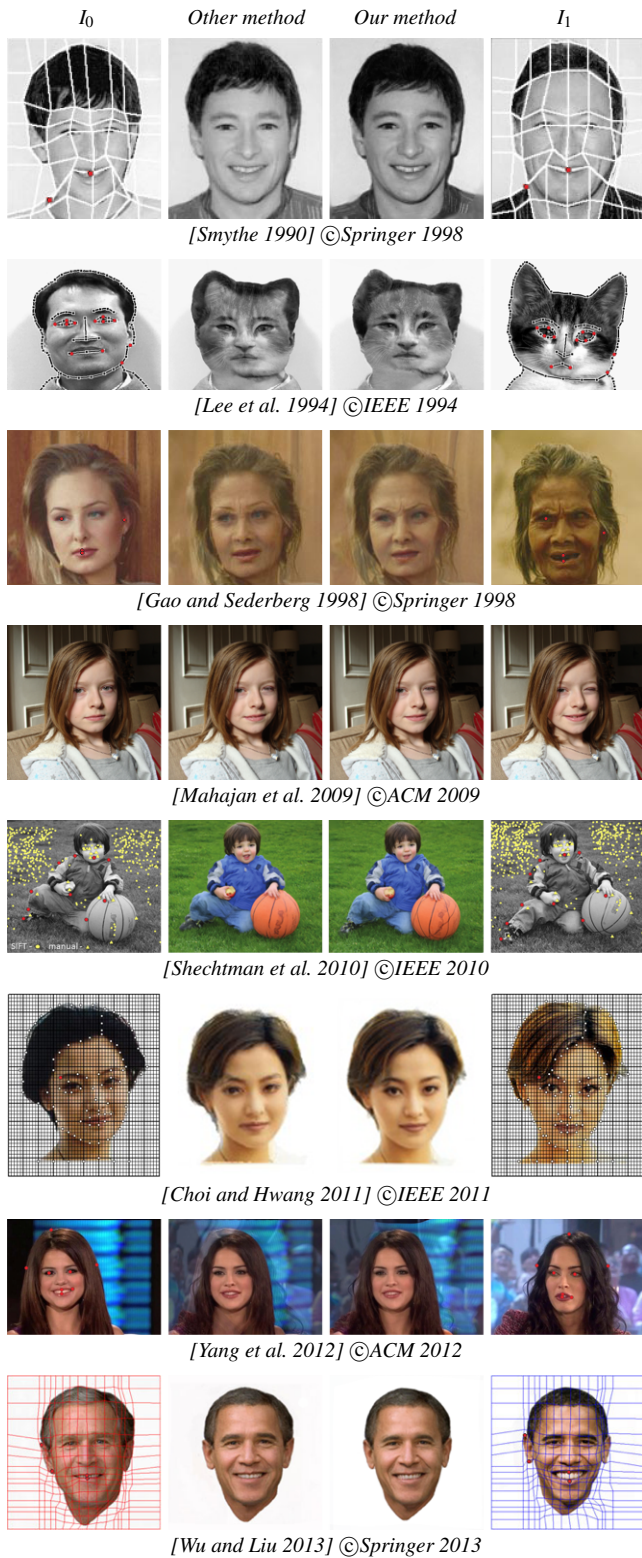 I0 Other method Our method I1
[Smythe 1990] ©Springer 1998
[Lee et al. 1994] ©IEEE 1994
[Gao and Sederberg 1998] ©Springer 1998
[Mahajan et al. 2009] ©ACM 2009
SIFT - manual -
[Shechtman et al. 2010] ©IEEE 2010
[Choi and Hwang 2011] ©IEEE 2011
[Yang et al. 2012] ©ACM 2012
[Wu and Liu 2013] ©Springer 2013